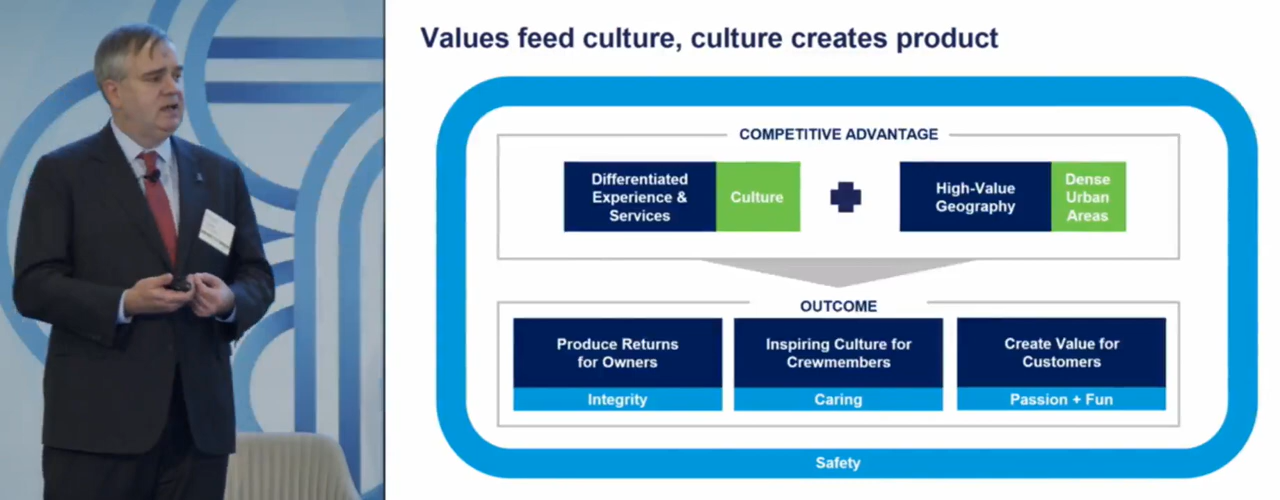 Values feed culture, culture creates product
COMPETITIVE ADVANTAGE
Differentiated
Experience &
Services
Culture
High-Value
Geography
Dense
Urban
Areas
OUTCOME
Produce Returns
for Owners
Integrity
Inspiring Culture for
Crewmembers
Caring
Create Value for
Customers
Passion + Fun
Safety